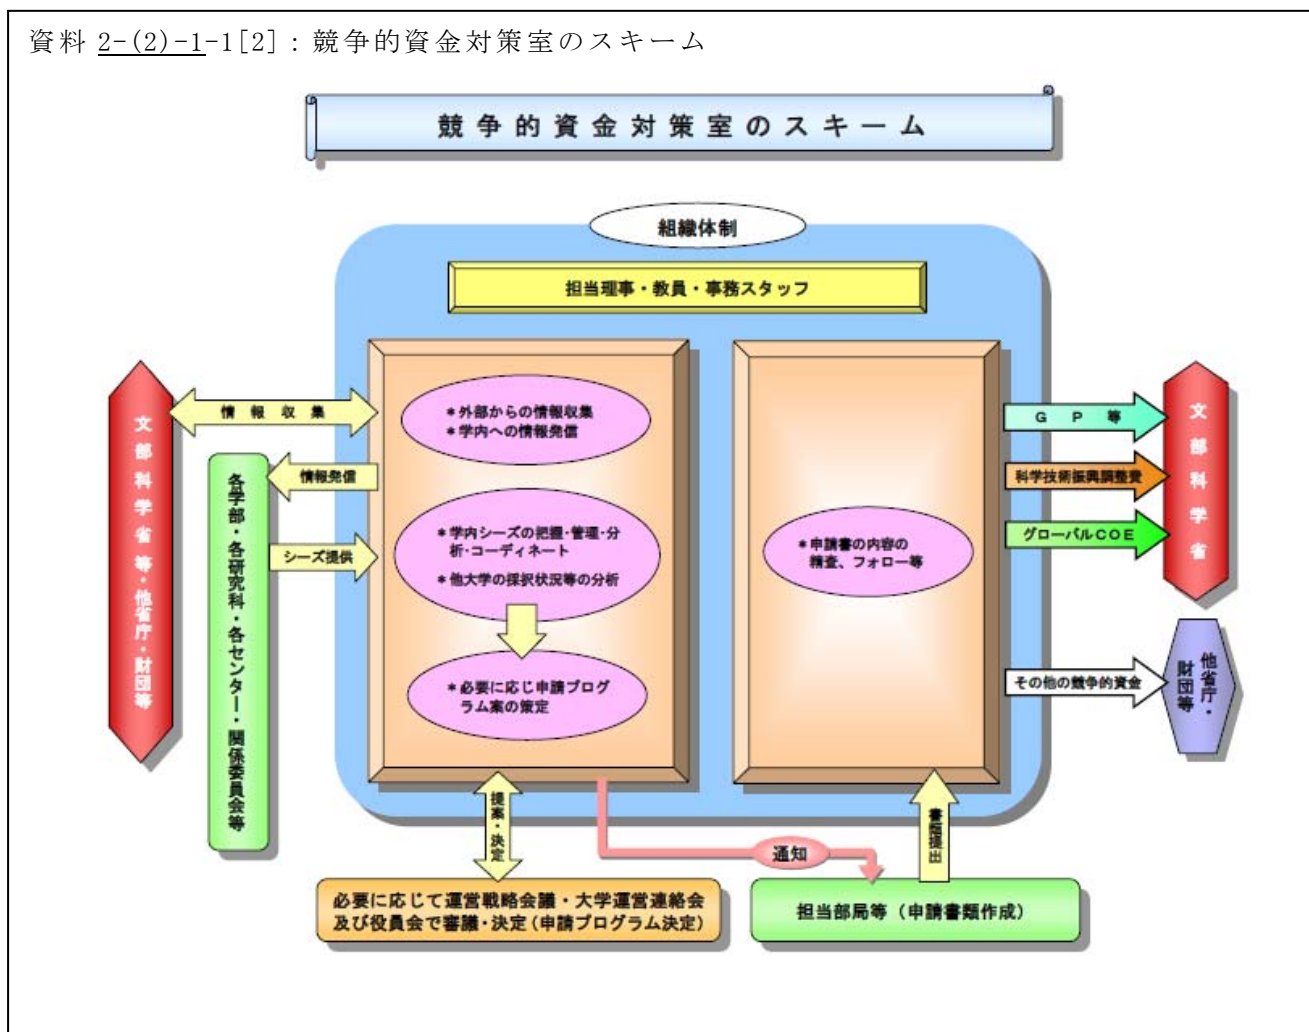 資料 2-(2)-1-1[2]:競争的資金対策室のスキーム
競争的資金対策室のスキーム
組織体制
担当理事・教員・事務スタッフ
文部科学省等・他省庁・財団等
情報収集
情報発信
シーズ提供
各学部・各研究科・各センター・関係委員会等
*外部からの情報収集
*学内への情報発信
*学内シーズの把握・管理・分
析・コーディネート
*他大学の採択状況等の分析
*必要に応じ申請プログ
ラム案の策定
*申請書の内容の
精査、フォロー等
GP等
科学技術振興調整費
グローバルCOE
その他の競争的資金
文部科学省
他省庁・
財団等
提案・決定
通知
書類提出
必要に応じて運営戦略会議・大学運営連絡会
及び役員会で審議・決定(申請プログラム決定)
担当部局等(申請書類作成)